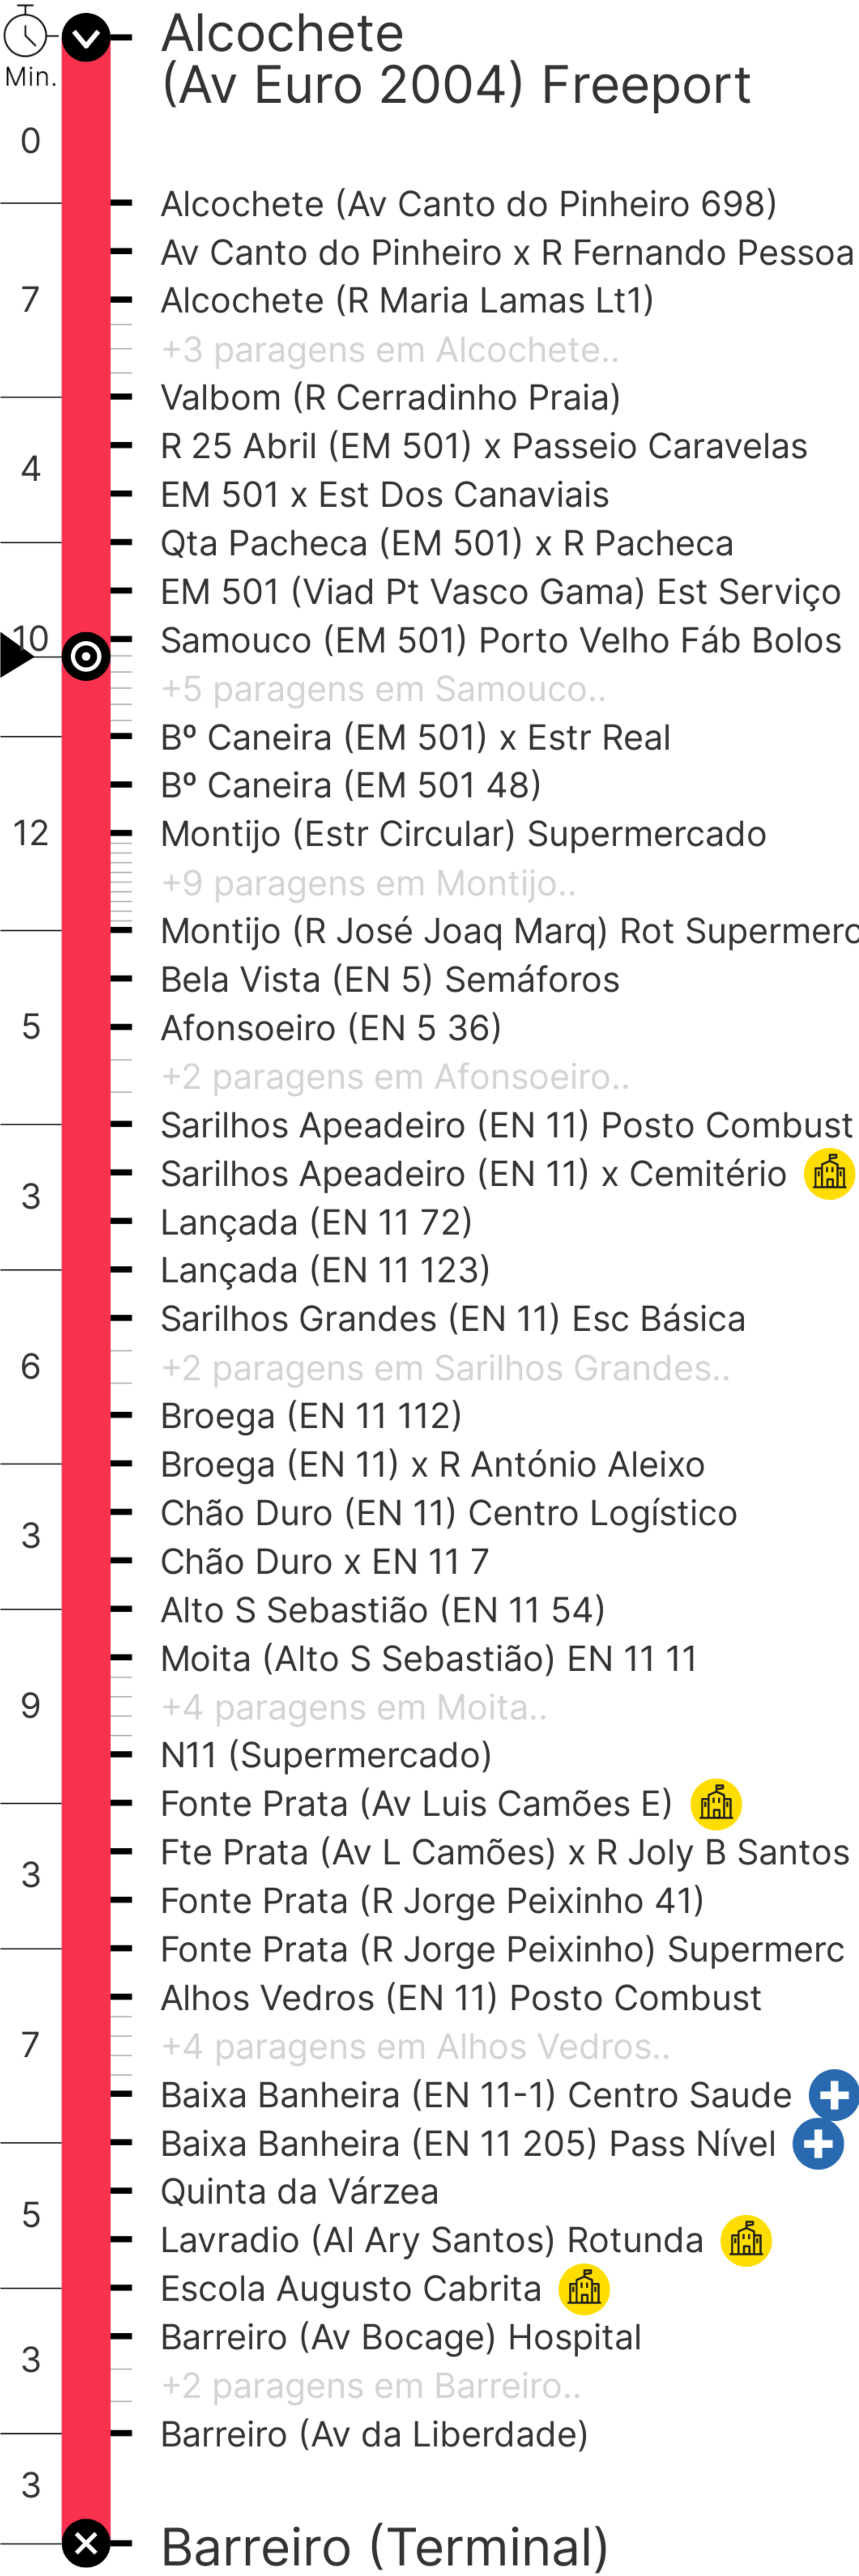 Alcochete
(Av Euro 2004) Freeport
Min.
0
Alcochete (Av Canto do Pinheiro 698)
Av Canto do Pinheiro x R Fernando Pessoa
7
Alcochete (R Maria Lamas Lt1)
+3 paragens em Alcochete..
Valbom (R Cerradinho Praia)
R 25 Abril (EM 501) x Passeio Caravelas
4
EM 501 x Est Dos Canaviais
Qta Pacheca (EM 501) x R Pacheca
EM 501 (Viad Pt Vasco Gama) Est Serviço
10
Samouco (EM 501) Porto Velho Fáb Bolos
+5 paragens em Samouco..
Bº Caneira (EM 501) x Estr Real
Bº Caneira (EM 501 48)
12
Montijo (Estr Circular) Supermercado
+9 paragens em Montijo..
Montijo (R José Joaq Marq) Rot Supermerc
Bela Vista (EN 5) Semáforos
5
Afonsoeiro (EN 5 36)
+2 paragens em Afonsoeiro..
Sarilhos Apeadeiro (EN 11) Posto Combust
Sarilhos Apeadeiro (EN 11) x Cemitério
3
Lançada (EN 11 72)
Lançada (EN 11 123)
Sarilhos Grandes (EN 11) Esc Básica
6
+2 paragens em Sarilhos Grandes..
Broega (EN 11 112)
Broega (EN 11) x R António Aleixo
Chão Duro (EN 11) Centro Logístico
3
Chão Duro x EN 11 7
Alto S Sebastião (EN 11 54)
Moita (Alto S Sebastião) EN 11 11
9
+4 paragens em Moita..
N11 (Supermercado)
Fonte Prata (Av Luis Camões E)
Fte Prata (Av L Camões) x R Joly B Santos
3
Fonte Prata (R Jorge Peixinho 41)
Fonte Prata (R Jorge Peixinho) Supermerc
Alhos Vedros (EN 11) Posto Combust
7
+4 paragens em Alhos Vedros..
Baixa Banheira (EN 11-1) Centro Saude
Baixa Banheira (EN 11 205) Pass Nível
Quinta da Várzea
5
Lavradio (Al Ary Santos) Rotunda
Escola Augusto Cabrita
Barreiro (Av Bocage) Hospital
3
+2 paragens em Barreiro..
Barreiro (Av da Liberdade)
3
Barreiro (Terminal)